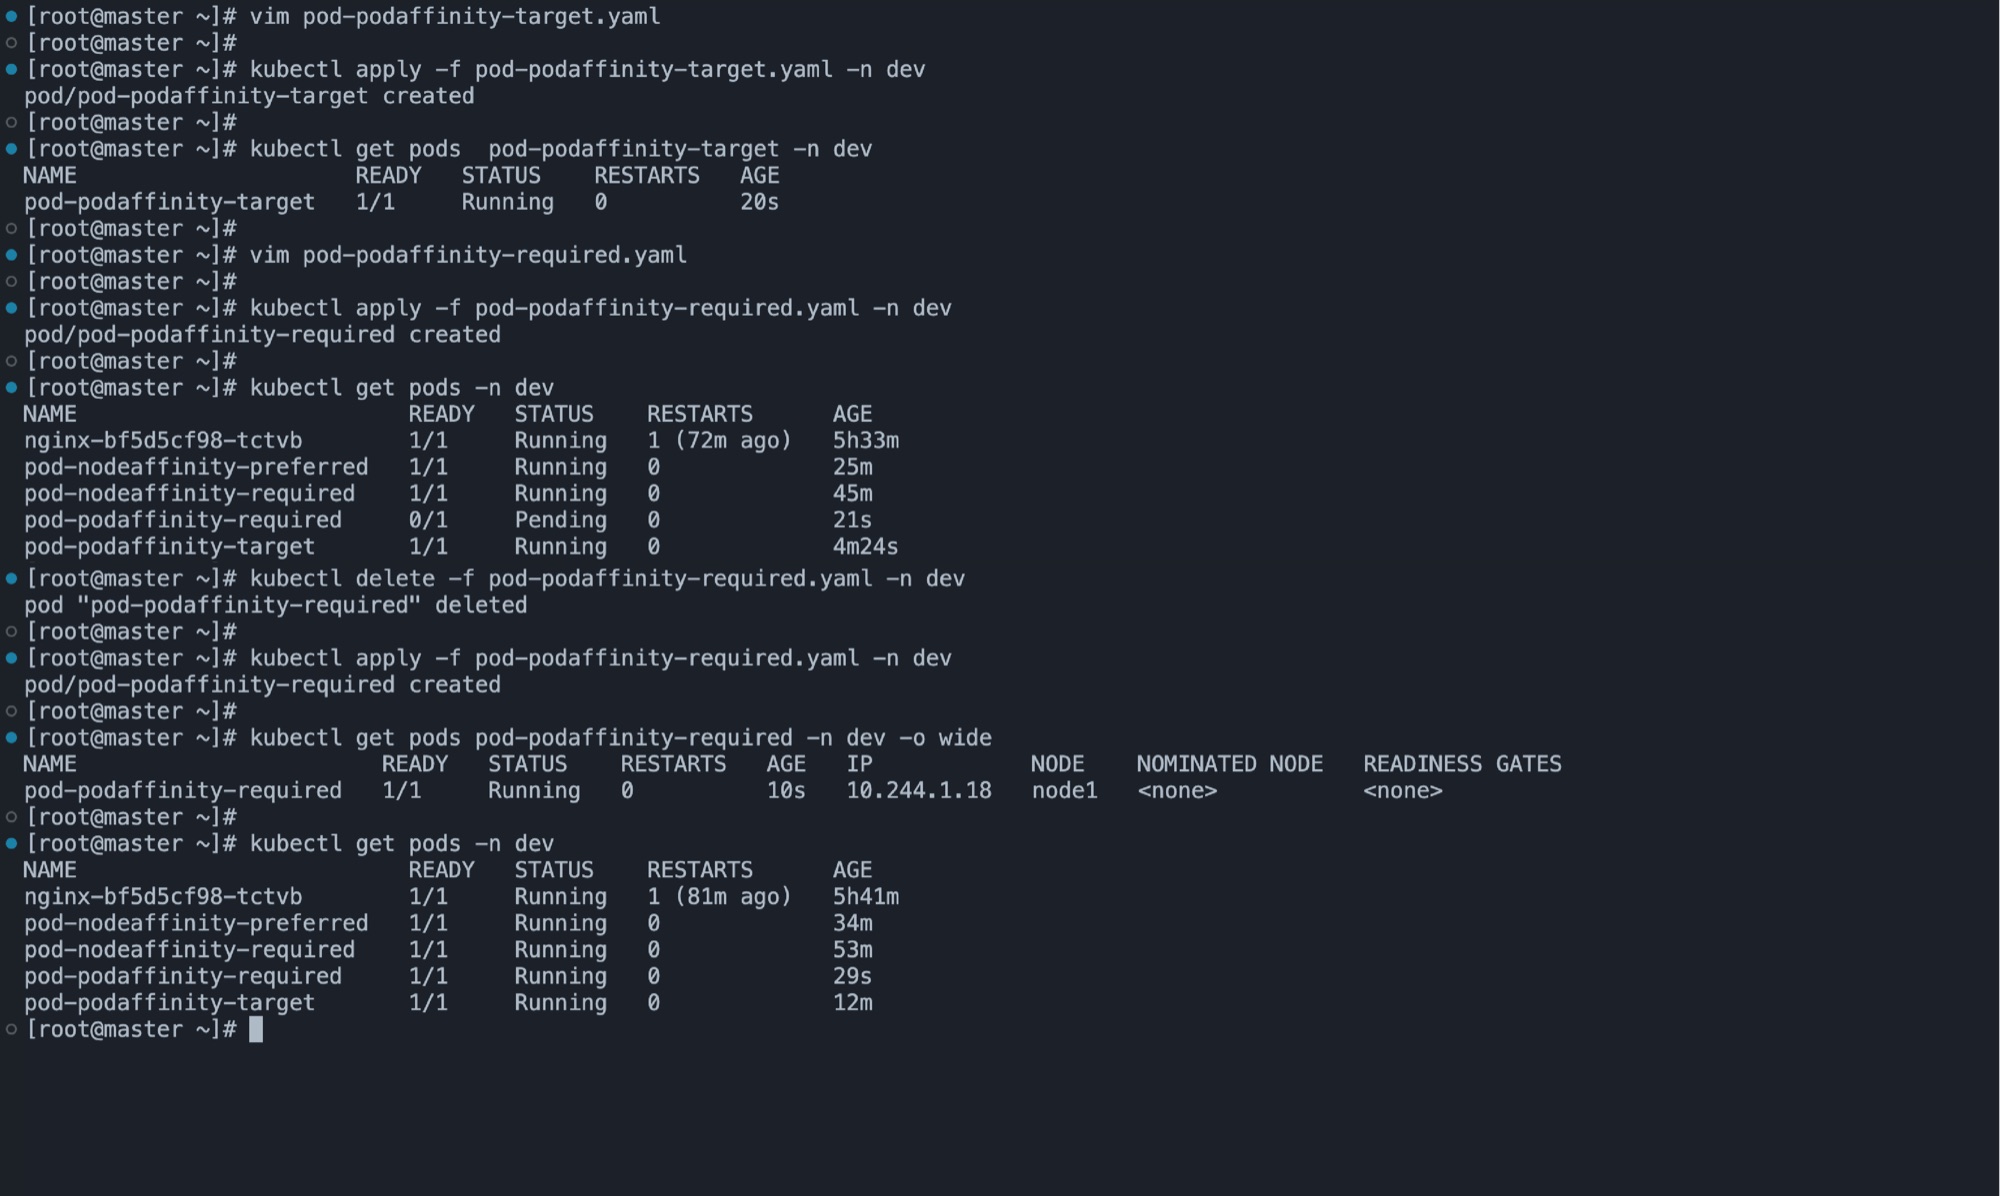 [root@master ~]# vim pod-podaffinity-target.yaml
[root@master ~]#
[root@master ~]# kubectl apply -f pod-podaffinity-target.yaml -n dev
pod/pod-podaffinity-target created
[root@master ~]#
[root@master ~]# kubectl get pods  pod-podaffinity-target -n dev
NAME                     READY   STATUS    RESTARTS   AGE
pod-podaffinity-target   1/1     Running   0          20s
[root@master ~]#
[root@master ~]# vim pod-podaffinity-required.yaml
[root@master ~]#
[root@master ~]# kubectl apply -f pod-podaffinity-required.yaml -n dev
pod/pod-podaffinity-required created
[root@master ~]#
[root@master ~]# kubectl get pods -n dev
NAME                         READY   STATUS    RESTARTS      AGE
nginx-bf5d5cf98-tctvb        1/1     Running   1 (72m ago)   5h33m
pod-nodeaffinity-preferred   1/1     Running   0             25m
pod-nodeaffinity-required    1/1     Running   0             45m
pod-podaffinity-required     0/1     Pending   0             21s
pod-podaffinity-target       1/1     Running   0             4m24s
[root@master ~]# kubectl delete -f pod-podaffinity-required.yaml -n dev
pod "pod-podaffinity-required" deleted
[root@master ~]#
[root@master ~]# kubectl apply -f pod-podaffinity-required.yaml -n dev
pod/pod-podaffinity-required created
[root@master ~]#
[root@master ~]# kubectl get pods pod-podaffinity-required -n dev -o wide
NAME                       READY   STATUS    RESTARTS   AGE   IP            NODE    NOMINATED NODE   READINESS GATES
pod-podaffinity-required   1/1     Running   0          10s   10.244.1.18   node1   <none>           <none>
[root@master ~]#
[root@master ~]# kubectl get pods -n dev
NAME                         READY   STATUS    RESTARTS      AGE
nginx-bf5d5cf98-tctvb        1/1     Running   1 (81m ago)   5h41m
pod-nodeaffinity-preferred   1/1     Running   0             34m
pod-nodeaffinity-required    1/1     Running   0             53m
pod-podaffinity-required     1/1     Running   0             29s
pod-podaffinity-target       1/1     Running   0             12m
[root@master ~]#